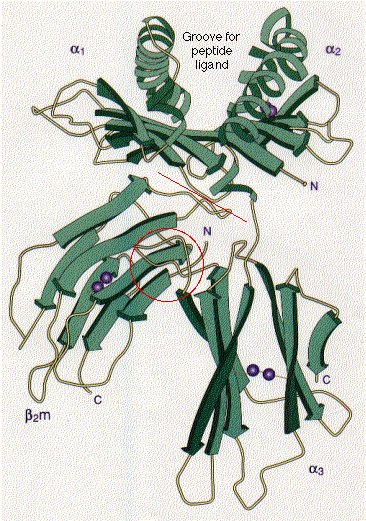 Groove for
peptide
ligand
α₁
α₂
N
N
C
β₂m
C
α₃